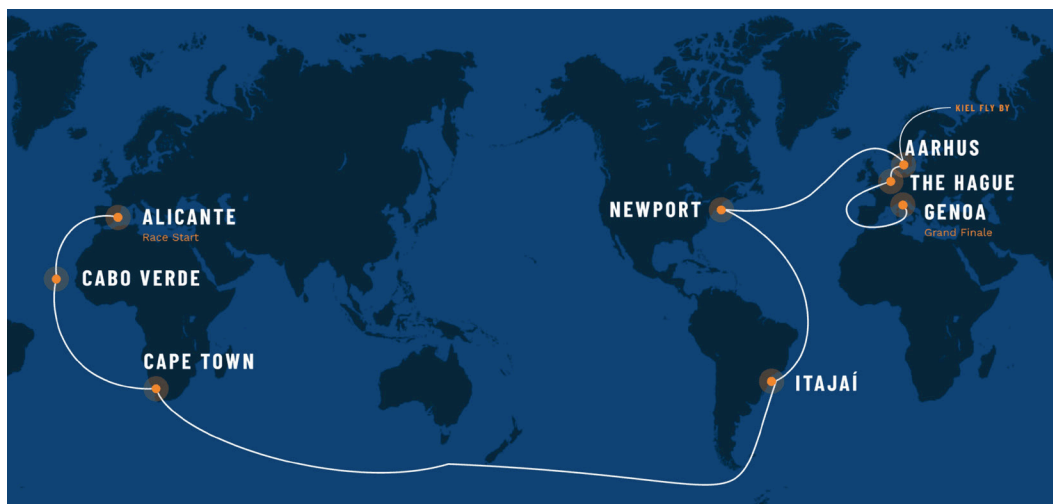 KIEL FLY BY
AARHUS
THE HAGUE
GENOA
Grand Finale
NEWPORT
ALICANTE
Race Start
CABO VERDE
CAPE TOWN
ITAJAÍ